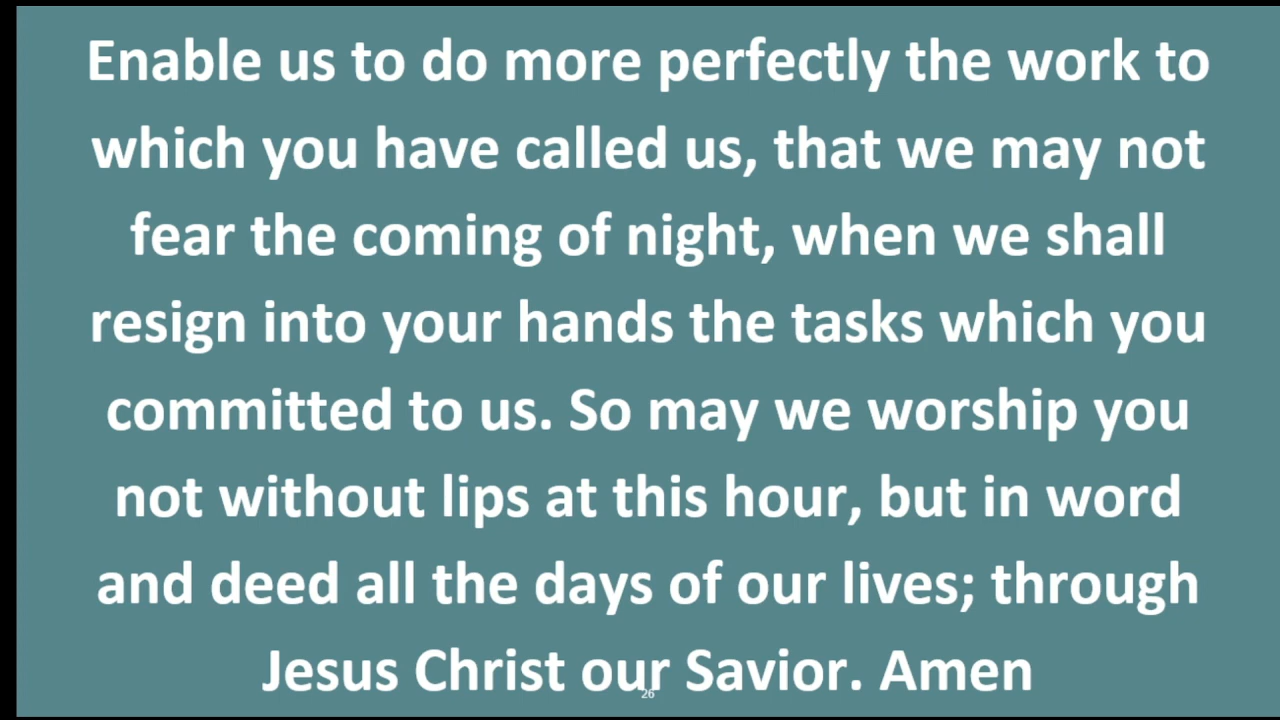 Enable us to do more perfectly the work to
which you have called us, that we may not
fear the coming of night, when we shall
resign into your hands the tasks which you
committed to us. So may we worship you
not without lips at this hour, but in word
and deed all the days of our lives; through
Jesus Christ our Savior. Amen
26